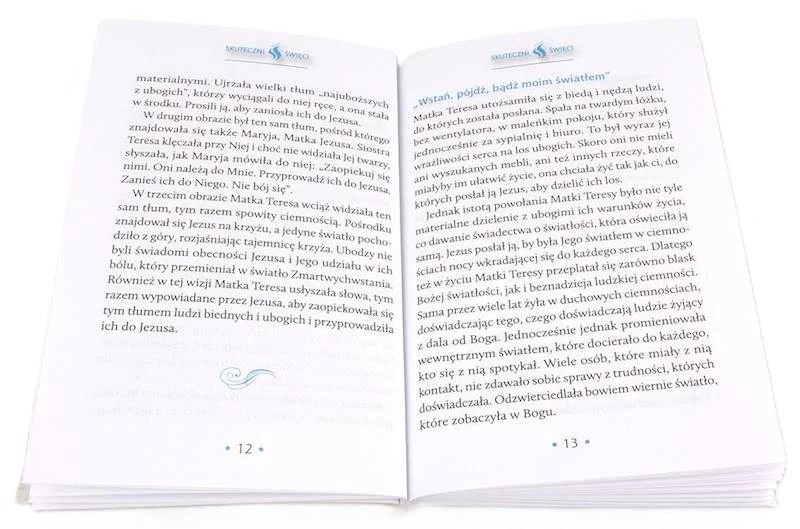 SKUTECZNI ŚWIĘCI
materialnymi. Ujrzała wielki tłum „najuboższych
z ubogich”, którzy wyciągali do niej ręce, a ona stała
w środku. Prosili ją, aby zaniosła ich do Jezusa.
W drugim obrazie był ten sam tłum, pośród którego
znajdowała się także Maryja, Matka Jezusa. Siostra
Teresa klęczała przy Niej i choć nie widziała Jej twarzy,
słyszała, jak Maryja mówiła do niej: „Zaopiekuj się
nimi. Oni należą do Mnie. Przyprowadź ich do Jezusa.
Zanieś ich do Niego. Nie bój się”.
W trzecim obrazie Matka Teresa wciąż widziała ten
sam tłum, tym razem spowity ciemnością. Pośrodku
znajdował się Jezus na krzyżu, a jedyne światło pocho-
dziło z góry, rozjaśniając tajemnicę krzyża. Ubodzy nie
byli świadomi obecności Jezusa i Jego udziału w ich
bólu, który przemieniał w światło Zmartwychwstania.
Również w tej wizji Matka Teresa usłyszała słowa, tym
razem wypowiadane przez Jezusa, aby zaopiekowała się
tym tłumem ludzi biednych i ubogich i przyprowadziła
ich do Jezusa.
• 12 •
SKUTECZNI ŚWIĘCI
„Wstań, pójdź, bądź moim światłem”
Matka Teresa utożsamiła się z biedą i nędzą ludzi,
do których została posłana. Spała na twardym łóżku,
bez wentylatora, w maleńkim pokoju, który służył
jednocześnie za sypialnię i biuro. To był wyraz jej
wrażliwości serca na los ubogich. Skoro oni nie mieli
ani wyszukanych mebli, ani też innych rzeczy, które
miałyby im ułatwić życie, ona chciała żyć tak jak ci, do
których posłał ją Jezus, aby dzielić ich los.
Jednak istotą powołania Matki Teresy było nie tyle
materialne dzielenie z ubogimi ich warunków życia,
co dawanie świadectwa o światłości, która oświeciła ją
samą. Jezus posłał ją, by była Jego światłem w ciemno-
ściach nocy wkradającej się do każdego serca. Dlatego
też w życiu Matki Teresy przeplatał się zarówno blask
Bożej światłości, jak i beznadzieja ludzkiej ciemności.
Sama przez wiele lat żyła w duchowych ciemnościach,
doświadczając tego, czego doświadczają ludzie żyjący
z dala od Boga. Jednocześnie jednak promieniowała
wewnętrznym światłem, które docierało do każdego,
kto się z nią spotykał. Wiele osób, które miały z nią
kontakt, nie zdawało sobie sprawy z trudności, których
doświadczała. Odzwierciedlała bowiem wiernie światło,
które zobaczyła w Bogu.
• 13 •